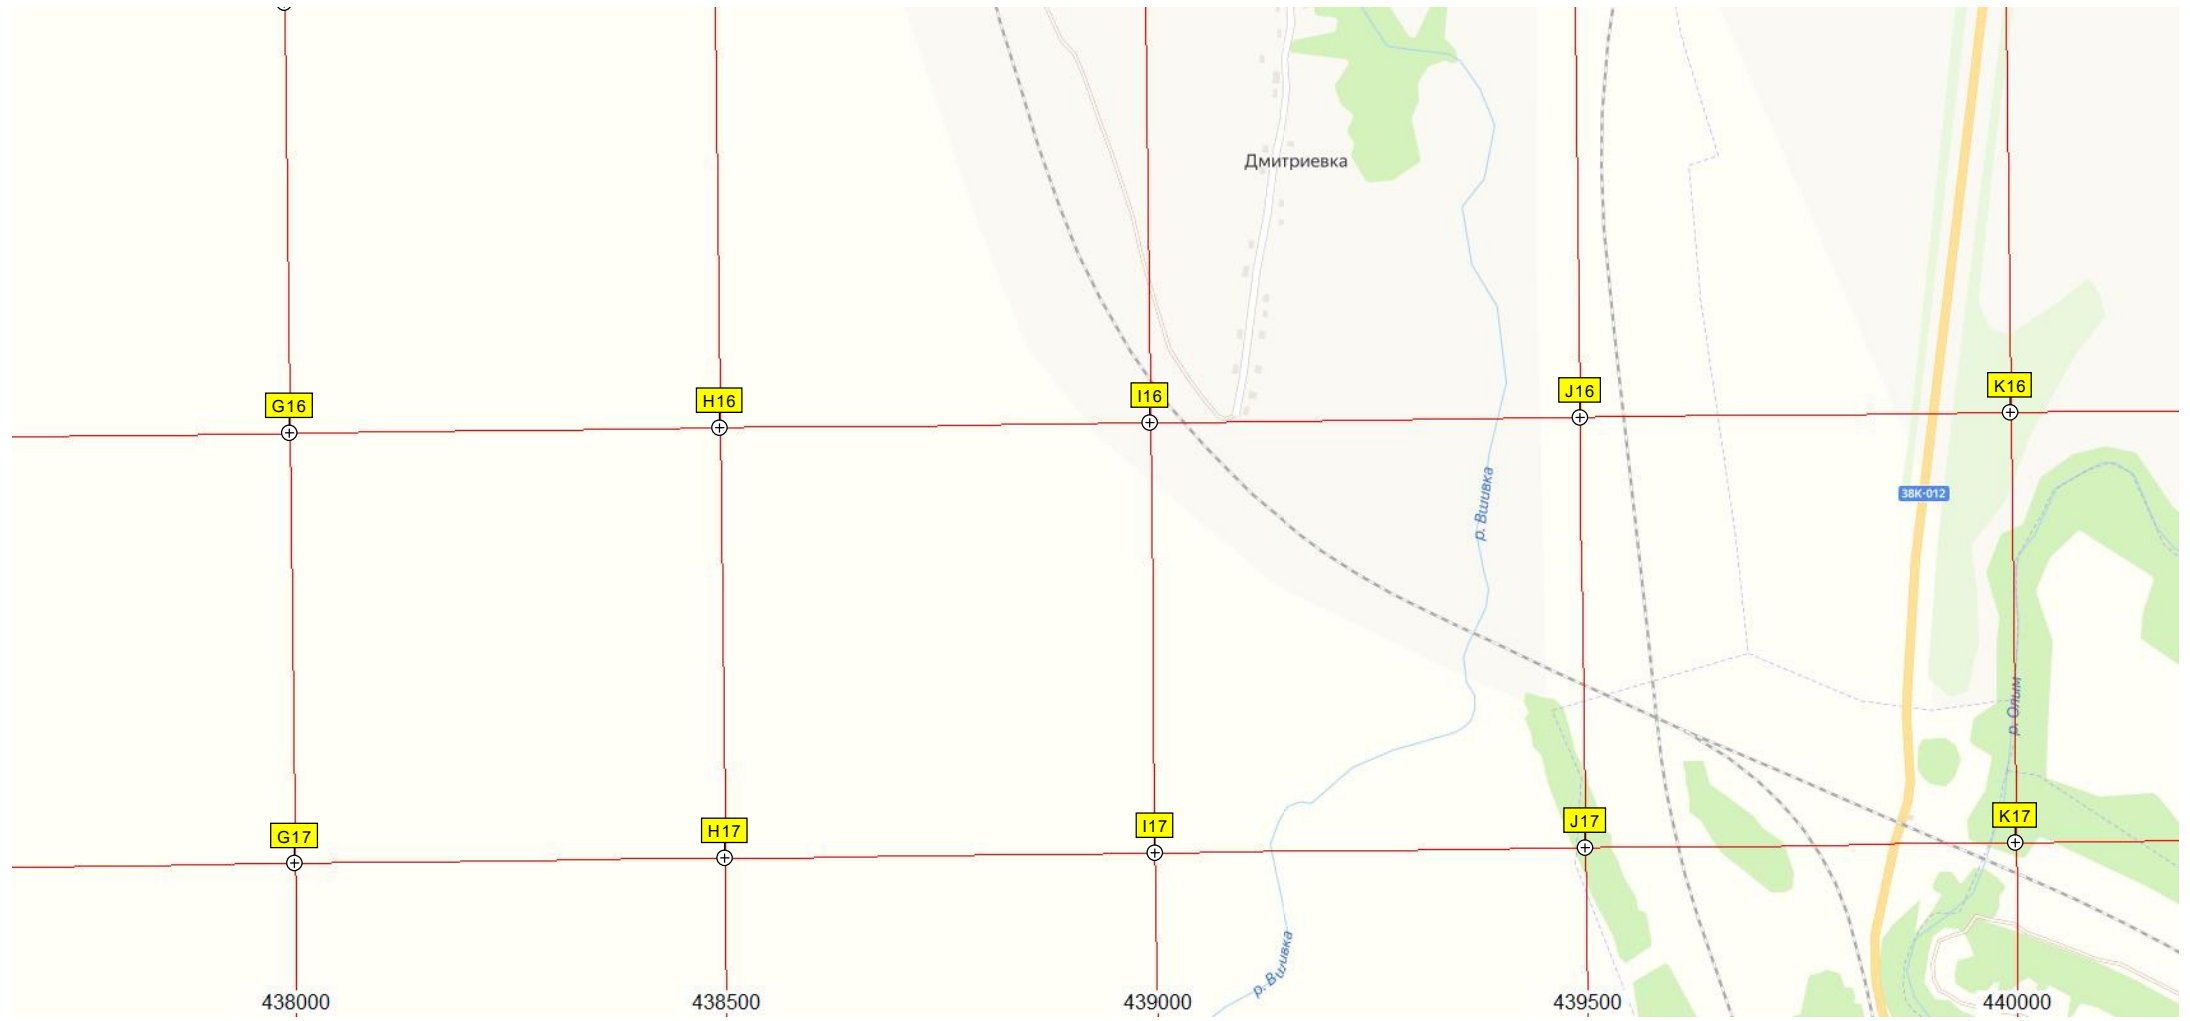 Дмитриевка
G16
H16
I16
J16
K16
р. Вшивка
38К-012
р. Олым
G17
H17
I17
J17
K17
р. Вшивка
438000
438500
439000
439500
440000